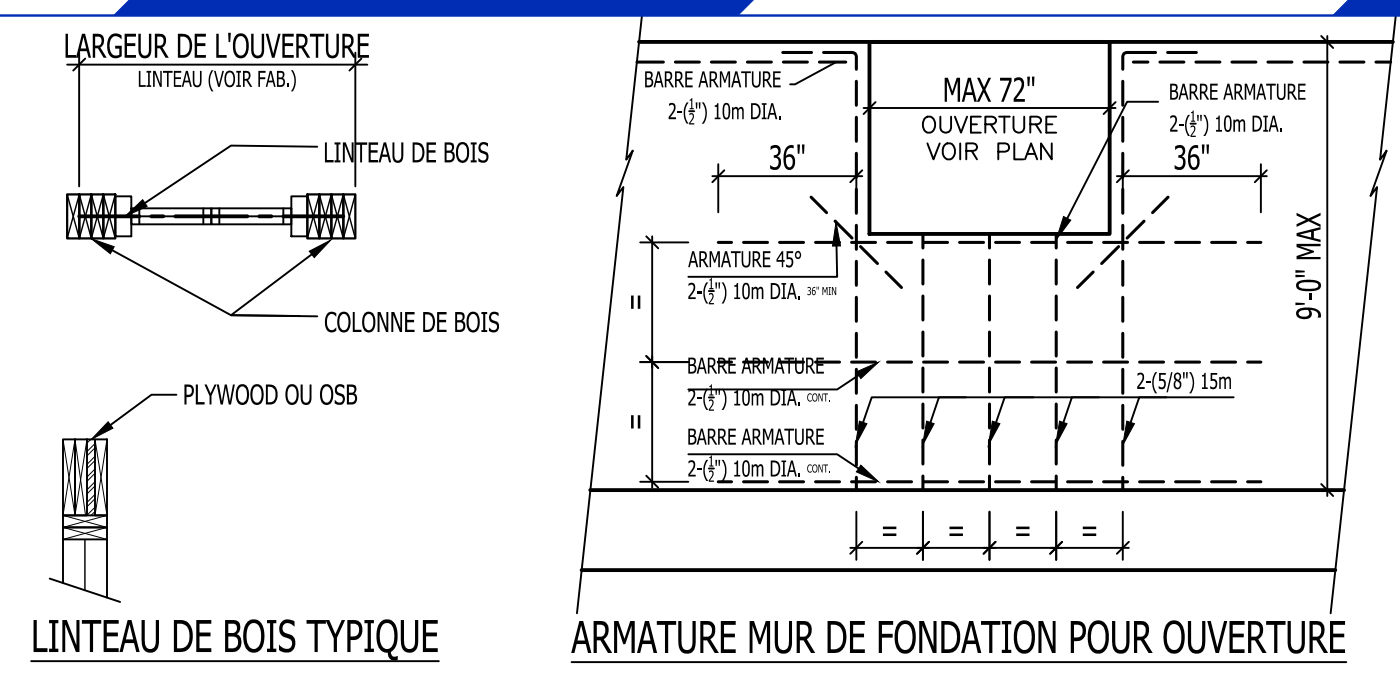 LARGEUR DE L'OUVERTURE
LINTEAU (VOIR FAB.)
LINTEAU DE BOIS
COLONNE DE BOIS
PLYWOOD OU OSB
LINTEAU DE BOIS TYPIQUE
BARRE ARMATURE
2-(½") 10m DIA.
MAX 72"
OUVERTURE
VOIR PLAN
BARRE ARMATURE
2-(½") 10m DIA.
36"
36"
9'-0" MAX
ARMATURE 45°
2-(½") 10m DIA. 36" MIN
=
BARRE ARMATURE
2-(½") 10m DIA. CONT.
2-(5/8") 15m
=
BARRE ARMATURE
2-(½") 10m DIA. CONT.
= = = =
ARMATURE MUR DE FONDATION POUR OUVERTURE